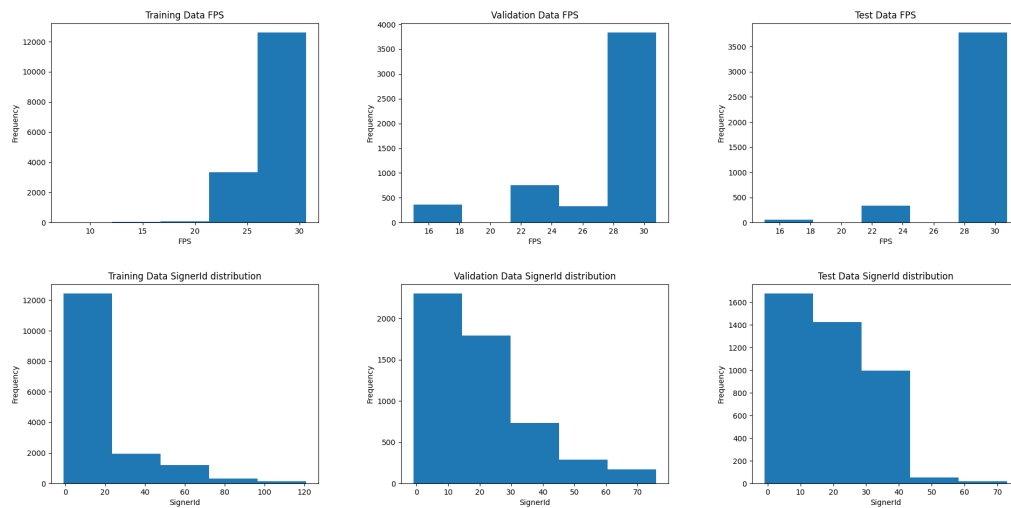 Training Data FPS
Frequency
12000
10000
8000
6000
4000
2000
0
10 15 20 25 30
FPS
Validation Data FPS
Frequency
4000
3500
3000
2500
2000
1500
1000
500
0
16 18 20 22 24 26 28 30
FPS
Test Data FPS
Frequency
3500
3000
2500
2000
1500
1000
500
0
16 18 20 22 24 26 28 30
FPS
Training Data SignerId distribution
Frequency
12000
10000
8000
6000
4000
2000
0
0 20 40 60 80 100 120
SignerId
Validation Data SignerId distribution
Frequency
2000
1500
1000
500
0
0 10 20 30 40 50 60 70
SignerId
Test Data SignerId distribution
Frequency
1600
1400
1200
1000
800
600
400
200
0
0 10 20 30 40 50 60 70
SignerId